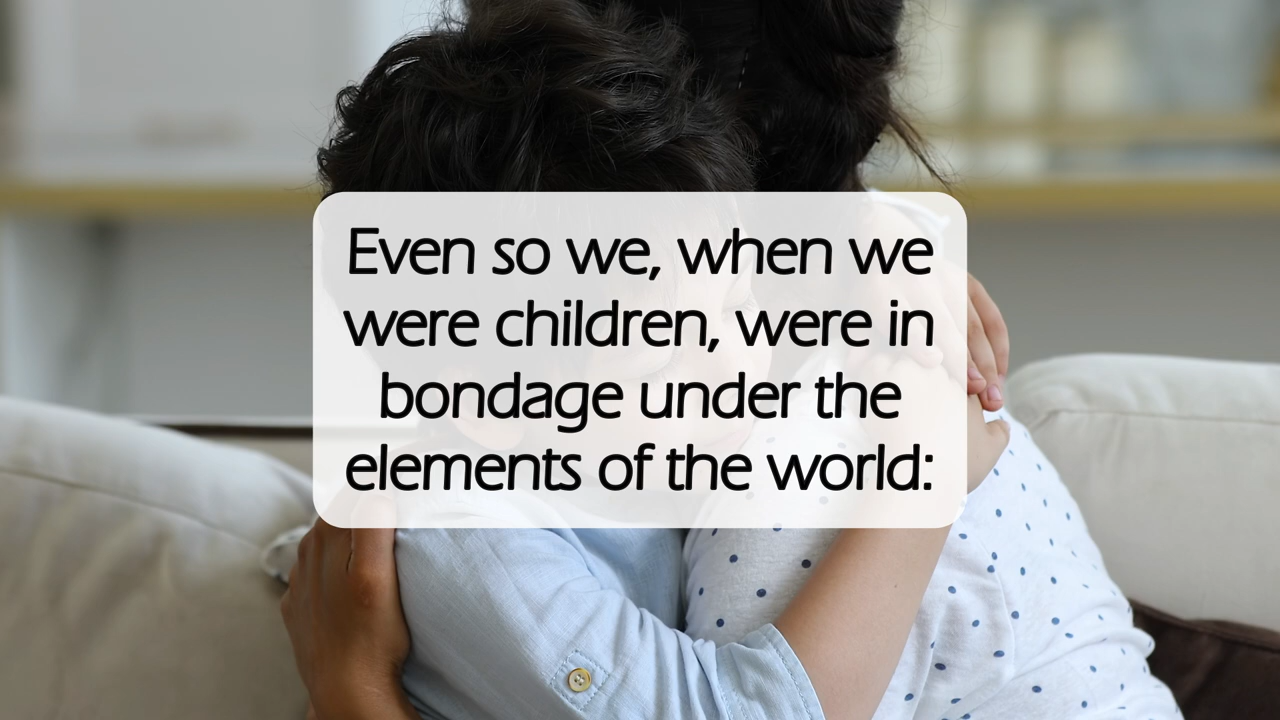 Even so we, when we
were children, were in
bondage under the
elements of the world: